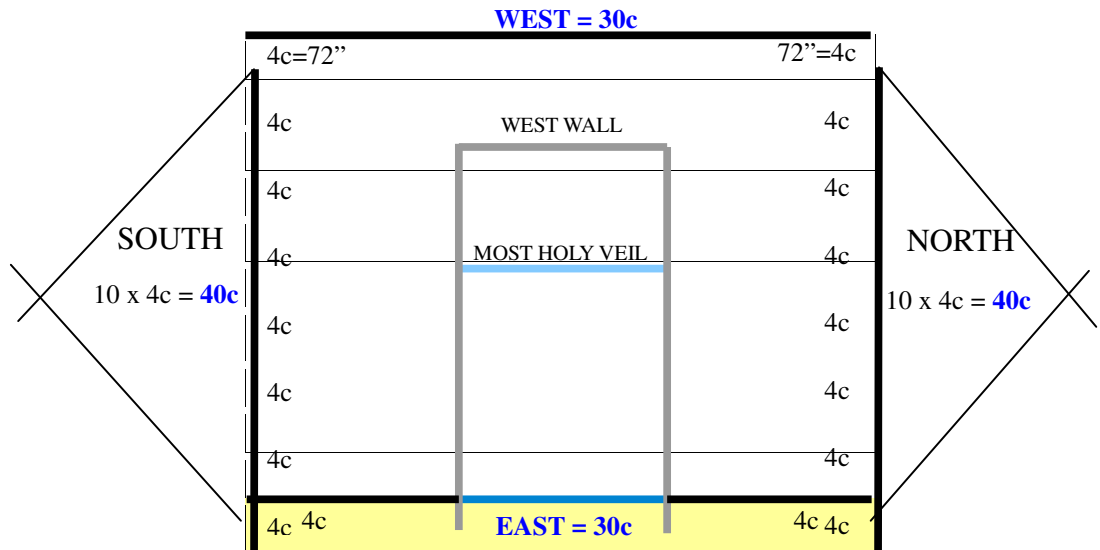 WEST = 30c
4c=72” 72”=4c
4c WEST WALL 4c
4c 4c
SOUTH NORTH
4c MOST HOLY VEIL 4c
10 x 4c = 40c 10 x 4c = 40c
4c 4c
4c 4c
4c 4c
4c 4c EAST = 30c 4c 4c